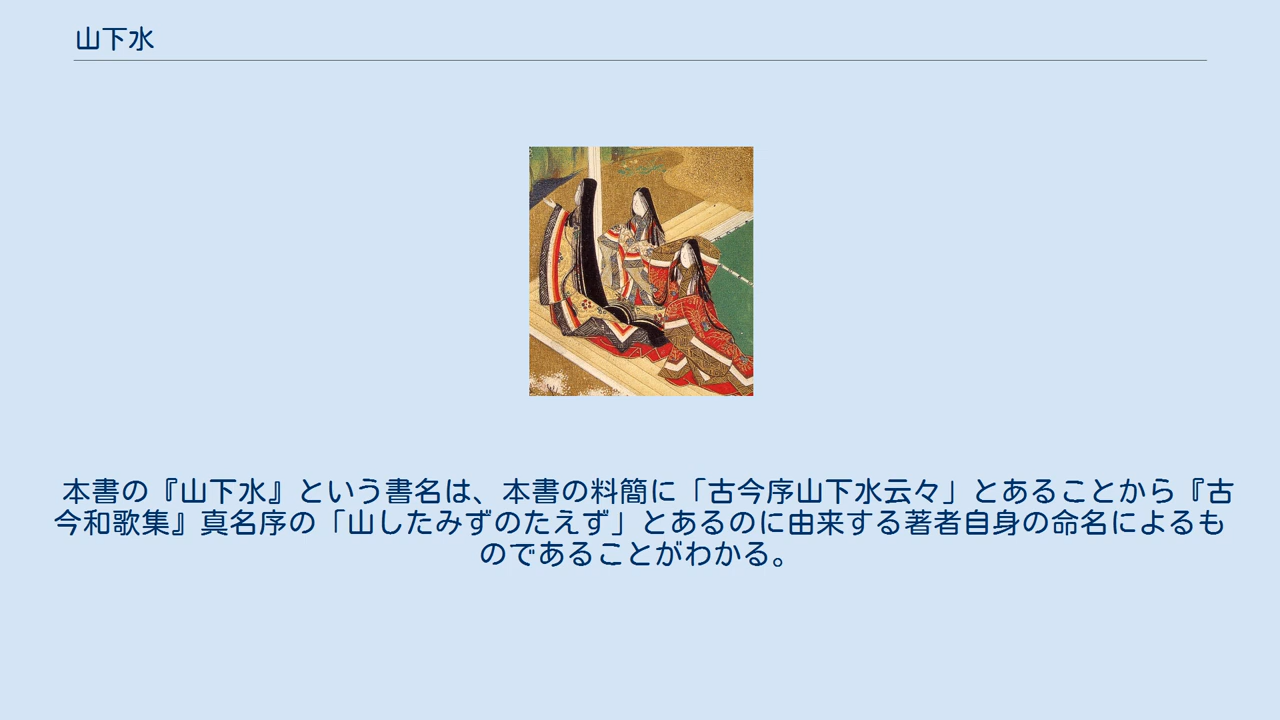 山下水
本書の『山下水』という書名は、本書の料簡に「古今序山下水云々」とあることから『古
今和歌集』真名序の「山したみずのたえず」とあるのに由来する著者自身の命名によるも
のであることがわかる。